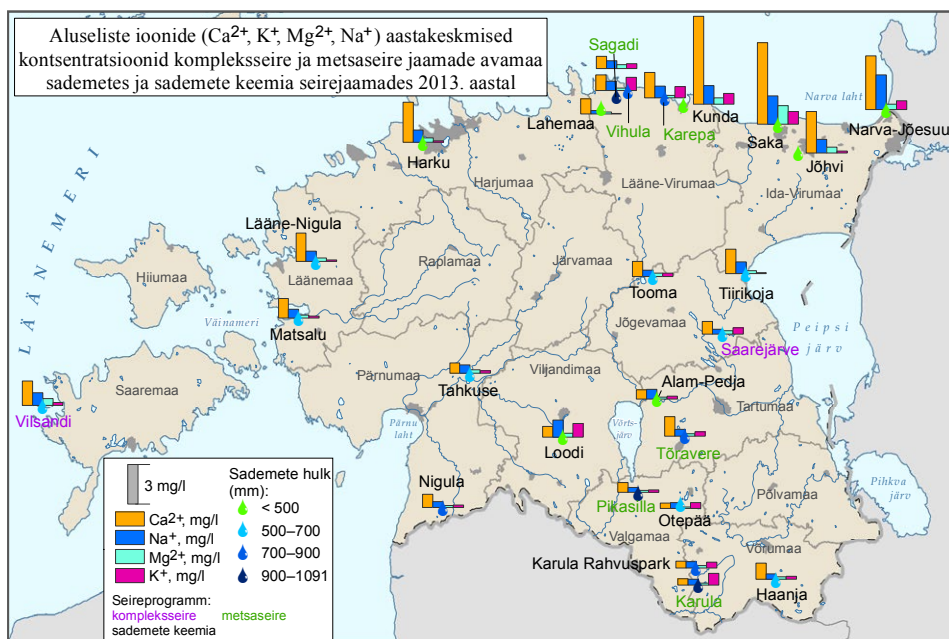 Aluseliste ioonide (Ca2+, K+, Mg2+, Na+) aastakeskmised
kontsentratsioonid kompleksseire ja metsaseire jaamade avamaa
sademetes ja sademete keemia seirejaamades 2013. aastal
Sagadi
Lahemaa
Vihula
Karepa
Kunda
Narva laht
Saka
Narva-Jõesuu
Jõhvi
Harku
Harjumaa
Lääne-Virumaa
Ida-Virumaa
LÄÄNEMERI
Lääne-Nigula
Läänemaa
Raplamaa
Järvamaa
Hiiumaa
Tooma
Tiirikoja
Väinameri
Matsalu
Jõgevamaa
Peipsi
järv
Saarejärve
Saaremaa
Pärnumaa
Tahkuse
Viljandimaa
Alam-Pedja
Tartumaa
Vilsandi
Pärnu
laht
Võrts-
järv
Loodi
Tõravere
Nigula
Pikasilla
Otepää
Põlvamaa
Pihkva
järv
Valgamaa
Võrumaa
Karula Rahvuspark
Karula
Haanja
3 mg/l
Ca2+, mg/l
Na+, mg/l
Mg2+, mg/l
K+, mg/l
Sademete hulk
(mm):
< 500
500–700
700–900
900–1091
Seireprogramm:
kompleksseire metsaseire
sademete keemia